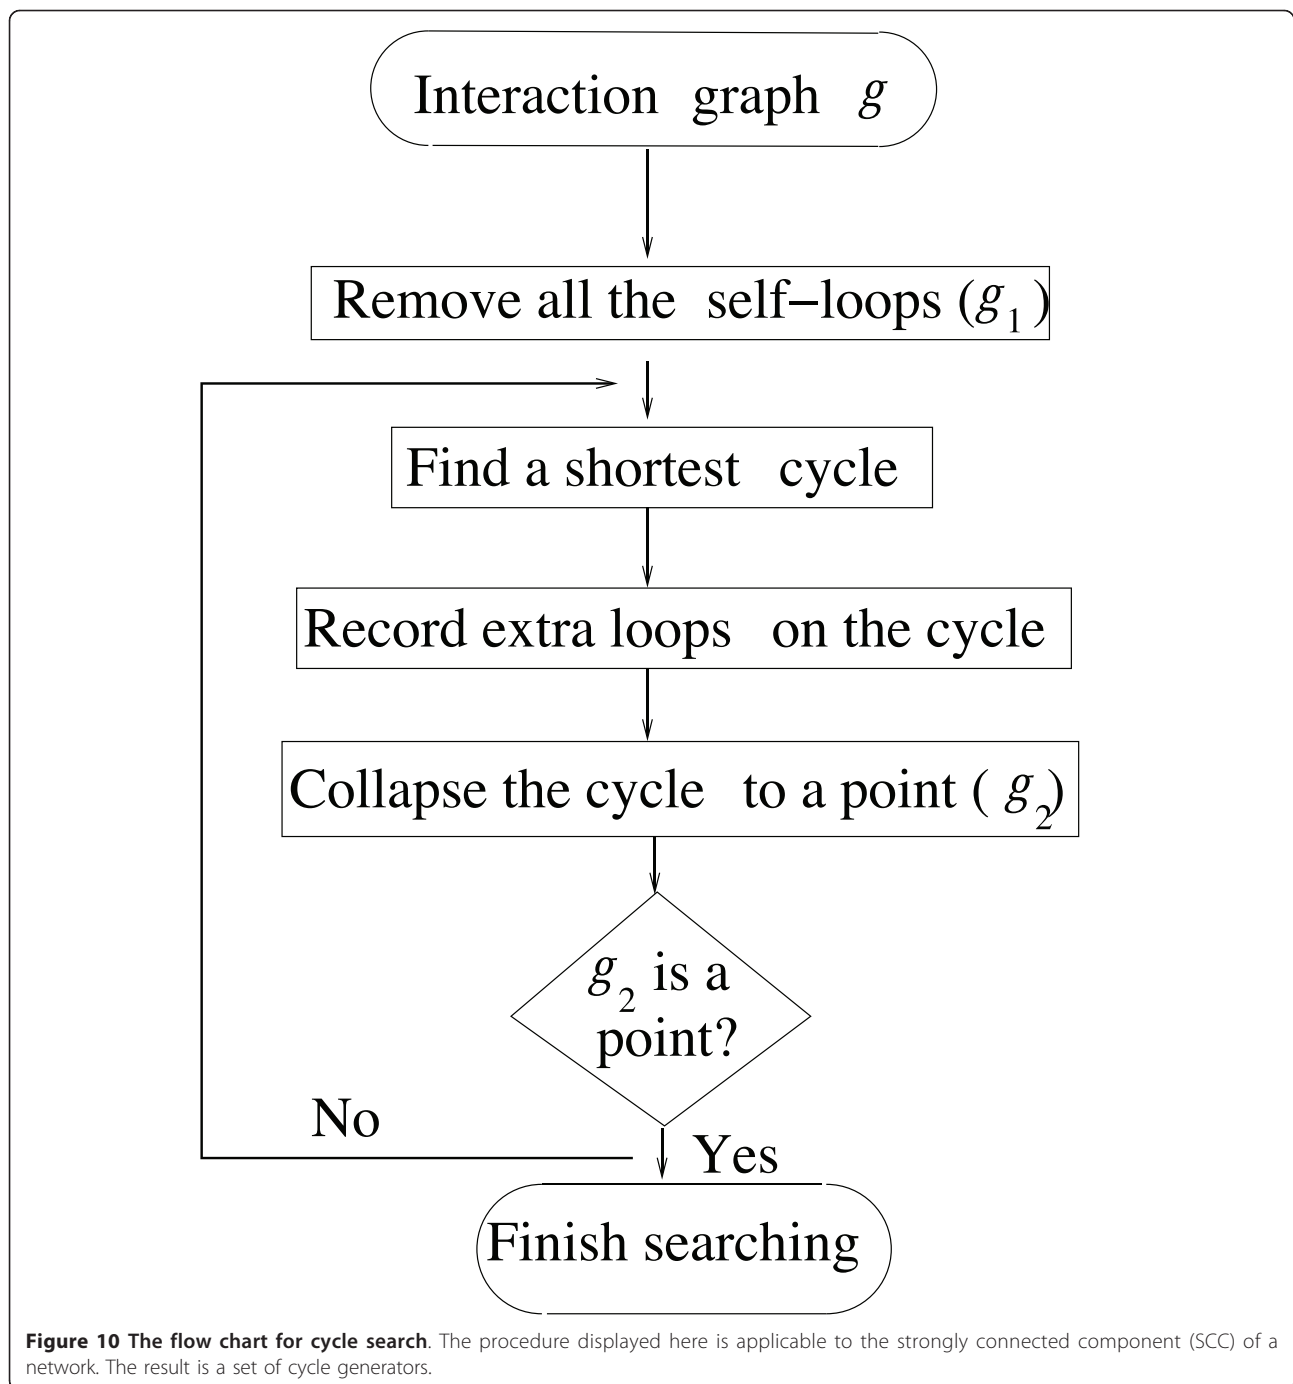 Interaction graph g
Remove all the self−loops (g1)
Find a shortest cycle
Record extra loops on the cycle
Collapse the cycle to a point ( g2)
g2 is a
point?
No
Yes
Finish searching
Figure 10 The flow chart for cycle search. The procedure displayed here is applicable to the strongly connected component (SCC) of a
network. The result is a set of cycle generators.